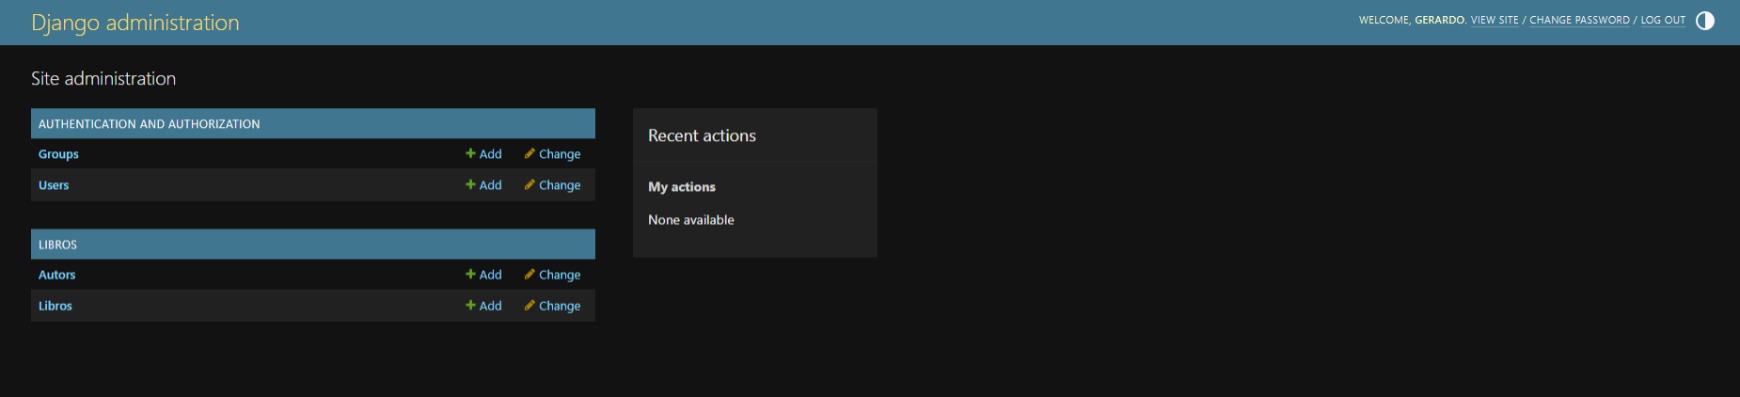 Django administration
WELCOME, GERARDO. VIEW SITE / CHANGE PASSWORD / LOG OUT
Site administration
AUTHENTICATION AND AUTHORIZATION
Groups Add Change
Users Add Change
LIBROS
Autors Add Change
Libros Add Change
Recent actions
My actions
None available